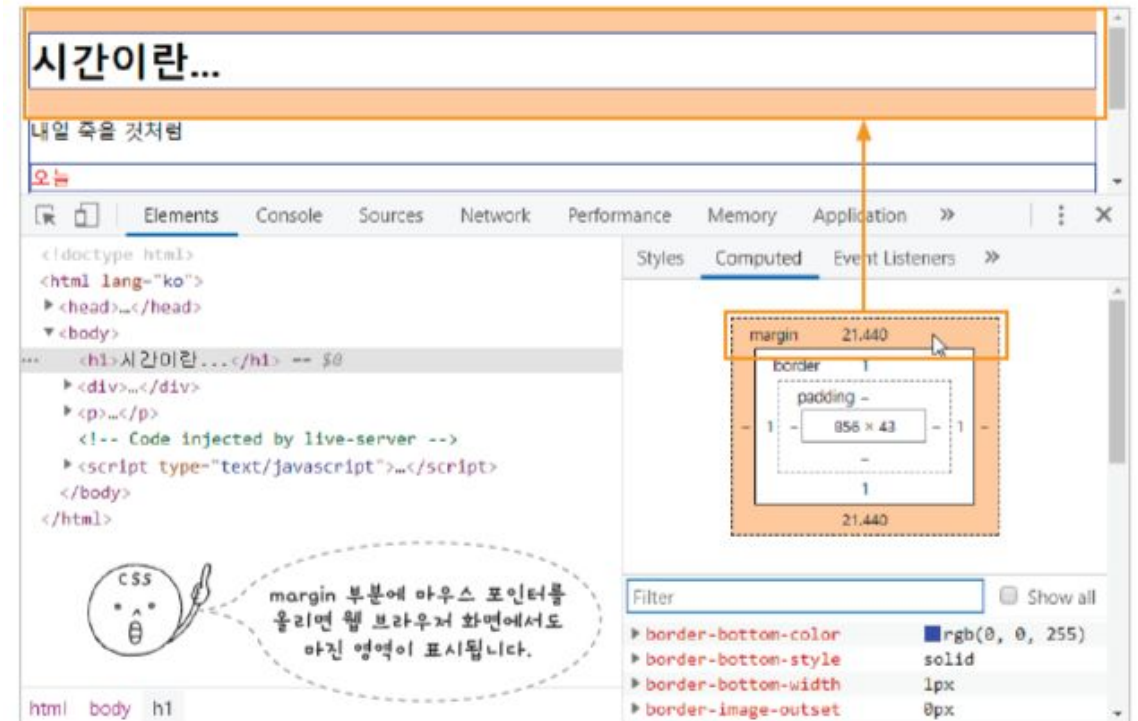 시간이란...
내일 죽을 것처럼
오늘
Elements Console Sources Network Performance Memory Application »
<!doctype html>
<html lang="ko">
<head>…</head>
<body>
<h1>시간이란...</h1> == $0
<div>…</div>
<p>…</p>
<!-- Code injected by live-server -->
<script type="text/javascript">…</script>
</body>
</html>
css
margin 부분에 마우스 포인터를
올리면 웹 브라우저 화면에서도
마진 영역이 표시됩니다.
html body h1
Styles Computed Event Listeners »
margin 21.440
border 1
padding –
– 1 – 856 × 43 – 1 –
–
1
21.440
Filter Show all
border-bottom-color rgb(0, 0, 255)
border-bottom-style solid
border-bottom-width 1px
border-image-outset 0px